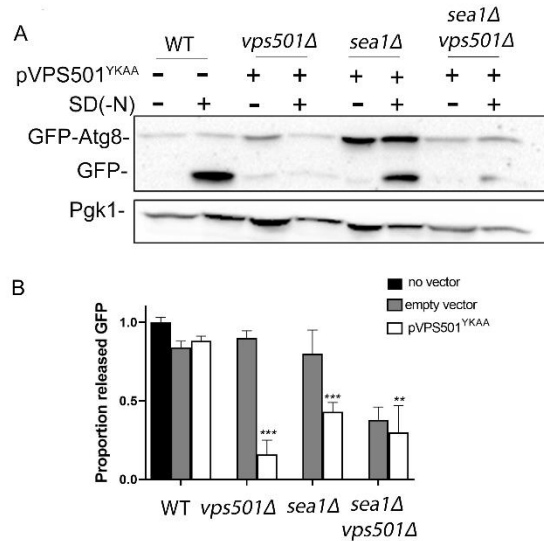 A
WT vps501Δ sea1Δ sea1Δ vps501Δ
pVPS501YKAA - - + + + + + +
SD(-N) - + - + - + - +
GFP-Atg8-
GFP-
Pgk1-
B
no vector
empty vector
pVPS501YKAA
Proportion released GFP
1.0
0.5
0.0
*** *** **
WT vps501Δ sea1Δ sea1Δ
vps501Δ